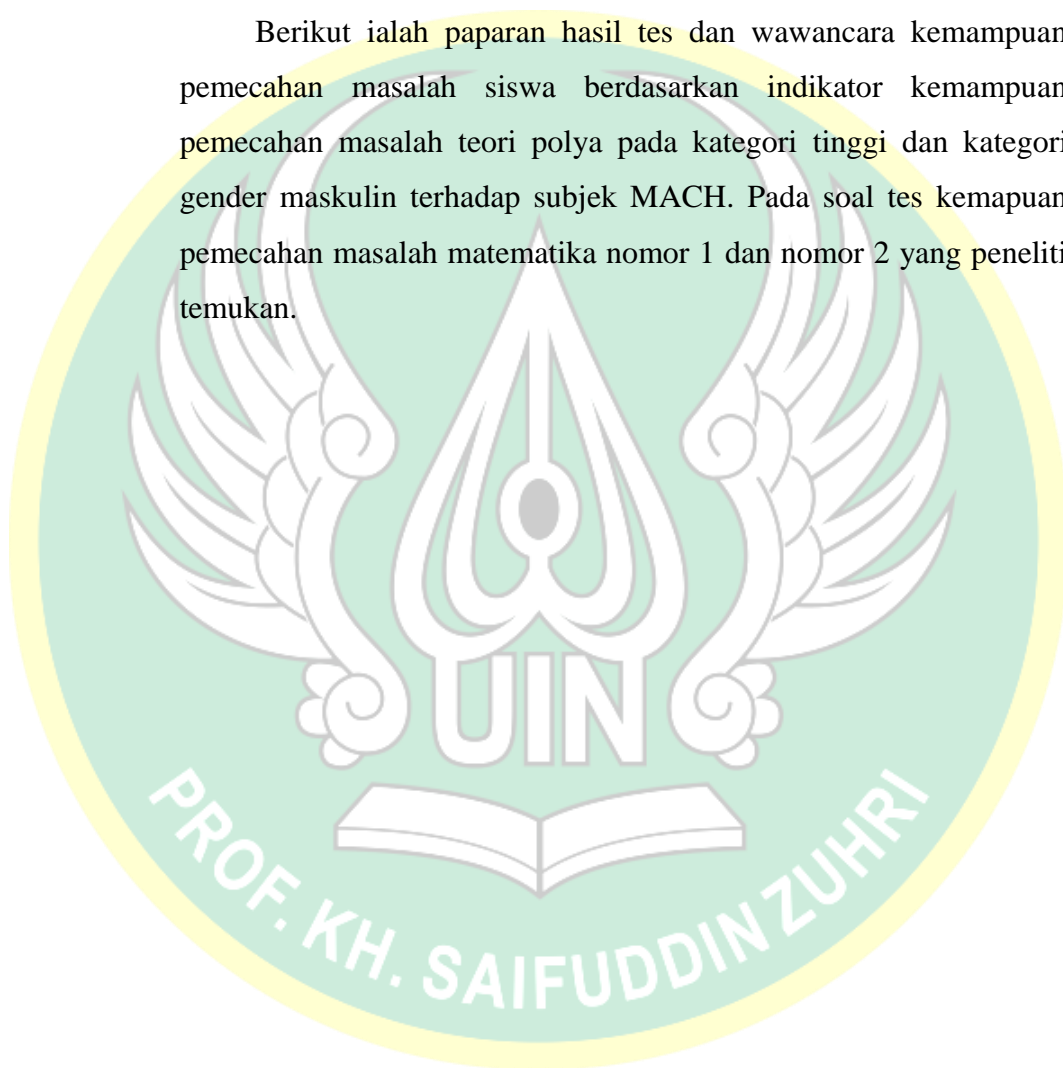 Berikut ialah paparan hasil tes dan wawancara kemampuan
pemecahan masalah siswa berdasarkan indikator kemampuan
pemecahan masalah teori polya pada kategori tinggi dan kategori
gender maskulin terhadap subjek MACH. Pada soal tes kemapuan
pemecahan masalah matematika nomor 1 dan nomor 2 yang peneliti
temukan.
UIN
PROF. KH. SAIFUDDIN ZUHRI